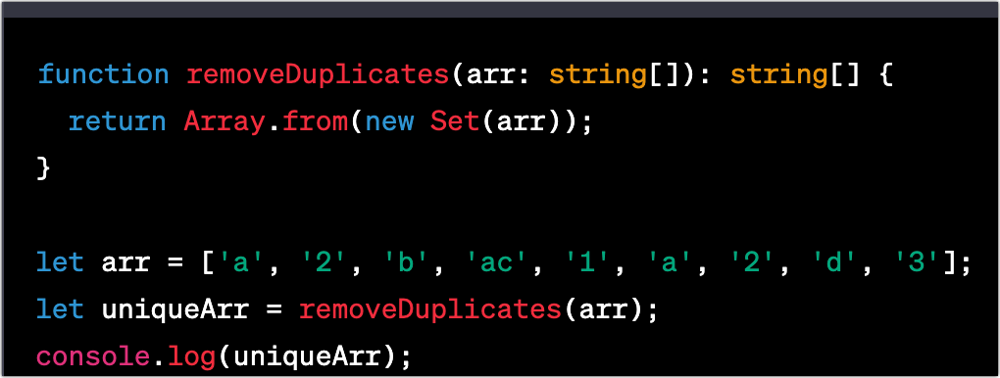 function removeDuplicates(arr: string[]): string[] {
  return Array.from(new Set(arr));
}
let arr = ['a', '2', 'b', 'ac', '1', 'a', '2', 'd', '3'];
let uniqueArr = removeDuplicates(arr);
console.log(uniqueArr);